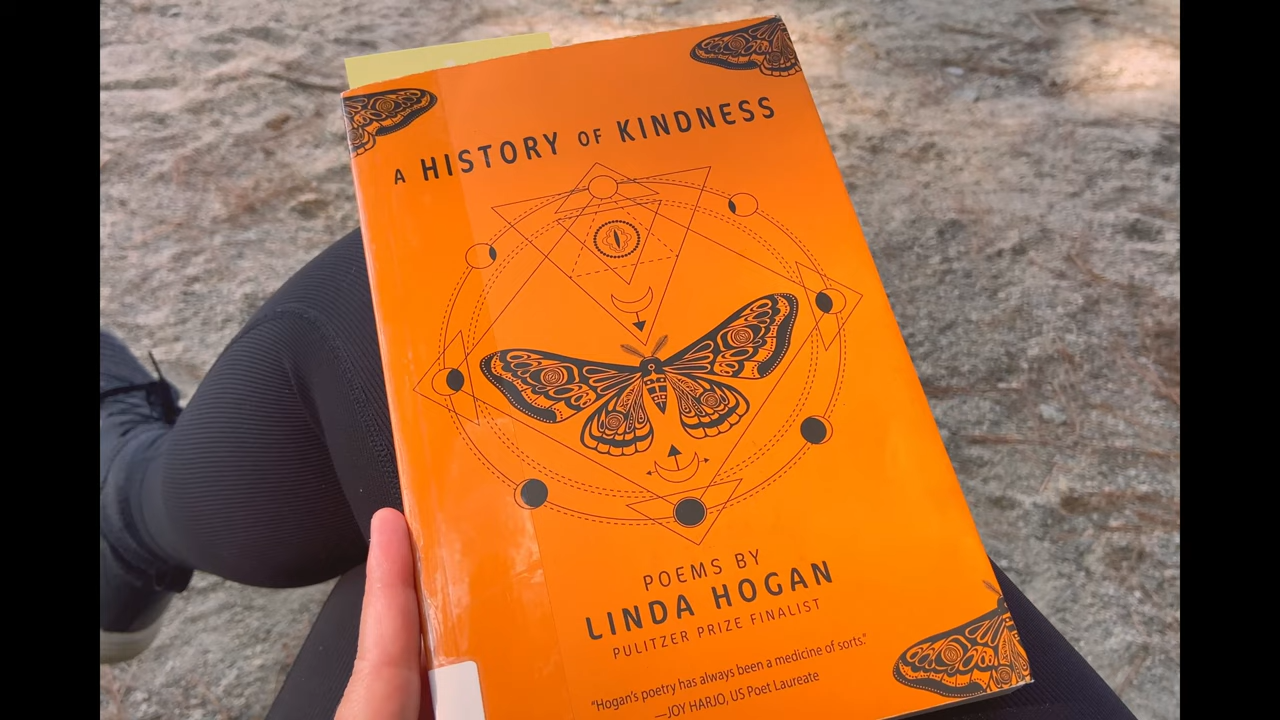 A HISTORY OF KINDNESS
POEMS BY
LINDA HOGAN
PULITZER PRIZE FINALIST
“Hogan’s poetry has always been a medicine of sorts.”
—JOY HARJO, US Poet Laureate